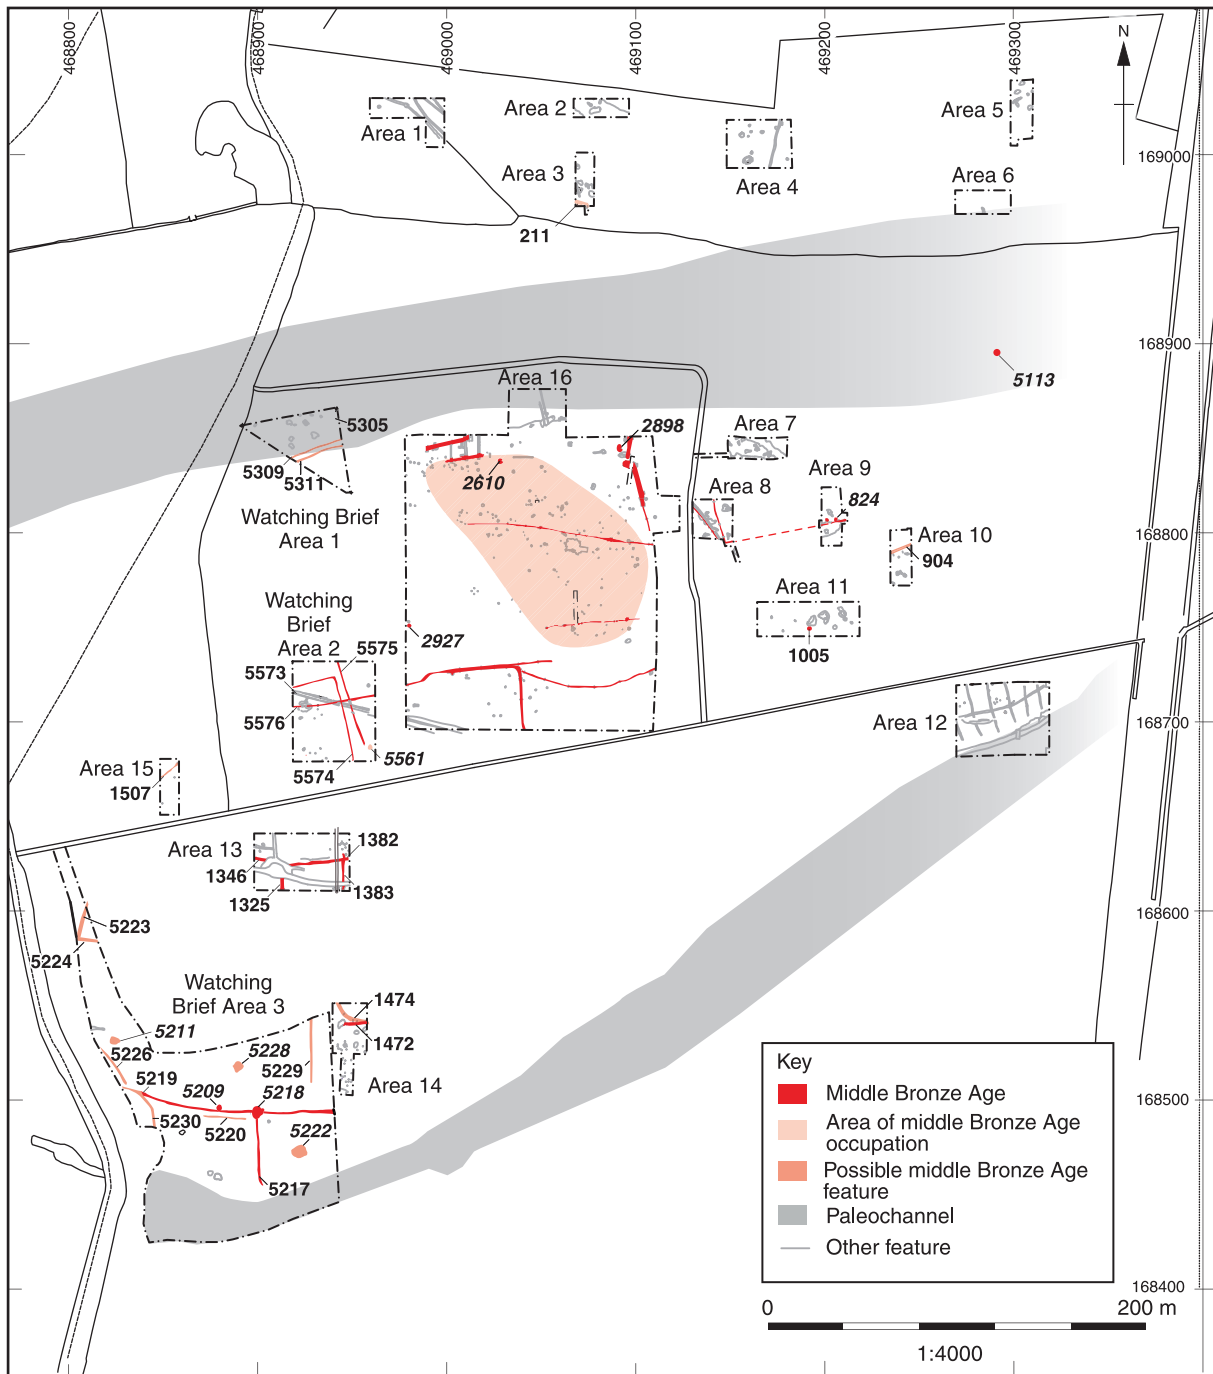 468800
468900
469000
469100
469200
469300
N
Area 1
Area 2
Area 3
Area 4
Area 5
Area 6
169000
211
168900
5113
Area 16
5305
5309
5311
Watching Brief
Area 1
2898
2610
Area 7
Area 8
Area 9
824
Area 10
904
168800
Area 11
1005
2927
Watching
Brief
Area 2
5575
5573
5576
5574
5561
Area 12
168700
Area 15
1507
Area 13
1346
1325
1382
1383
168600
5223
5224
Watching
Brief Area 3
1474
1472
Area 14
5211
5226
5228
5229
5219
5209
5218
5230
5220
5222
5217
168500
Key
Middle Bronze Age
Area of middle Bronze Age
occupation
Possible middle Bronze Age
feature
Paleochannel
Other feature
168400
0
200 m
1:4000